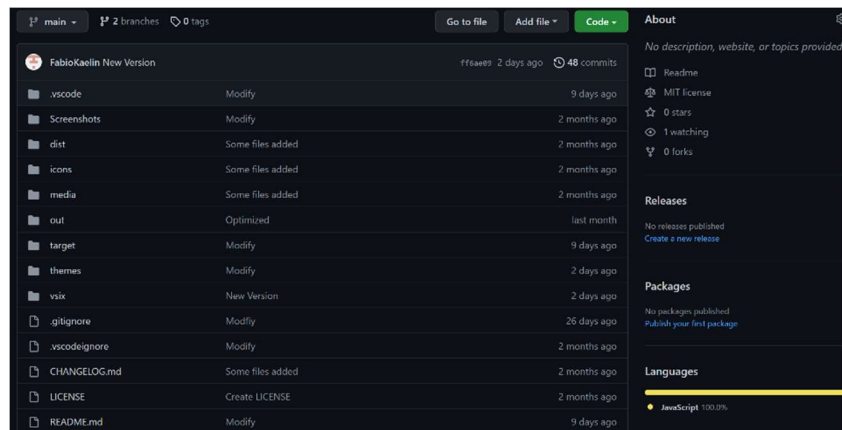 main
2 branches
0 tags
Go to file
Add file
Code
FabioKaelin New Version
ff6ae09 2 days ago 48 commits
.vscode Modify 9 days ago
Screenshots Modify 2 months ago
dist Some files added 2 months ago
icons Some files added 2 months ago
media Some files added 2 months ago
out Optimized last month
target Modify 9 days ago
themes Modify 2 days ago
vsix New Version 2 days ago
.gitignore Modfiy 26 days ago
.vscodeignore Modify 2 months ago
CHANGELOG.md Some files added 2 months ago
LICENSE Create LICENSE 2 months ago
README.md Modify 9 days ago
About
No description, website, or topics provided
Readme
MIT license
0 stars
1 watching
0 forks
Releases
No releases published
Create a new release
Packages
No packages published
Publish your first package
Languages
JavaScript 100.0%